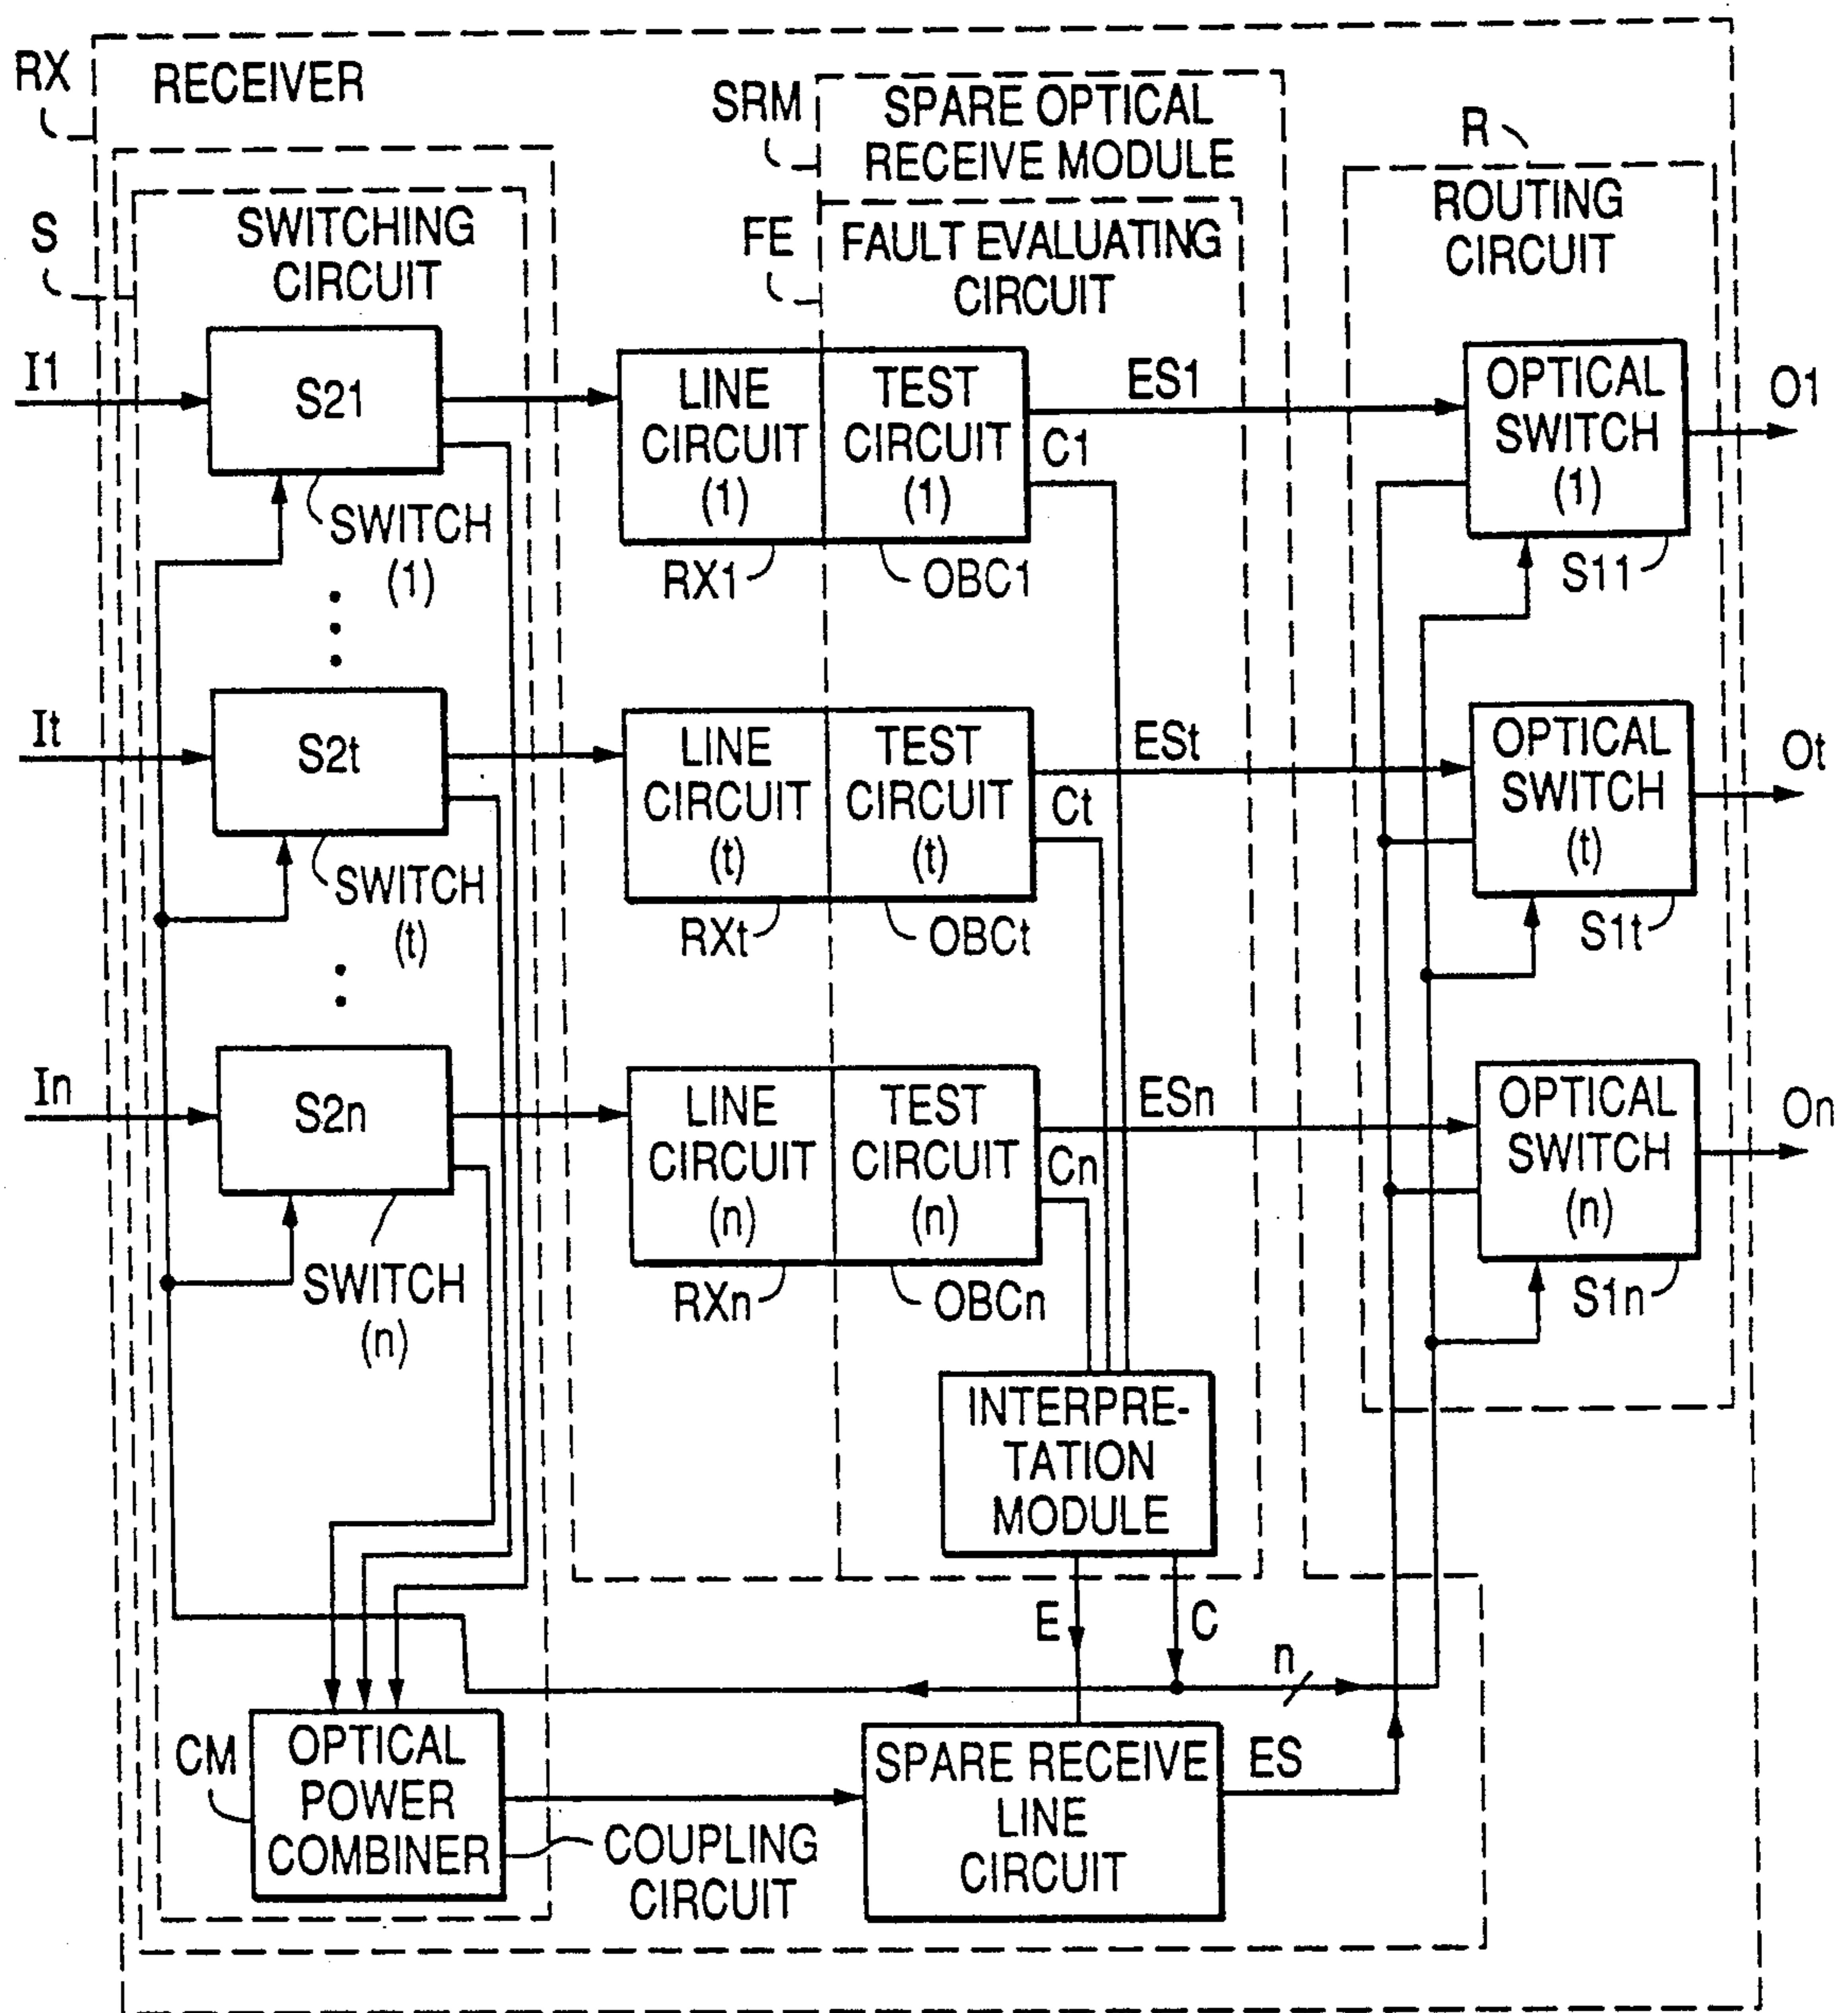 RX
RECEIVER
SRM
SPARE OPTICAL
RECEIVE MODULE
R
ROUTING
CIRCUIT
S
SWITCHING
CIRCUIT
FE
FAULT EVALUATING
CIRCUIT
I1
S21
SWITCH
(1)
LINE
CIRCUIT
(1)
TEST
CIRCUIT
(1)
RX1
OBC1
ES1
C1
OPTICAL
SWITCH
(1)
O1
S11
It
S2t
SWITCH
(t)
LINE
CIRCUIT
(t)
TEST
CIRCUIT
(t)
RXt
OBCt
ESt
Ct
OPTICAL
SWITCH
(t)
Ot
S1t
In
S2n
SWITCH
(n)
LINE
CIRCUIT
(n)
TEST
CIRCUIT
(n)
RXn
OBCn
ESn
Cn
OPTICAL
SWITCH
(n)
On
S1n
INTERPRE-
TATION
MODULE
E
C
n
CM
OPTICAL
POWER
COMBINER
COUPLING
CIRCUIT
SPARE RECEIVE
LINE
CIRCUIT
ES